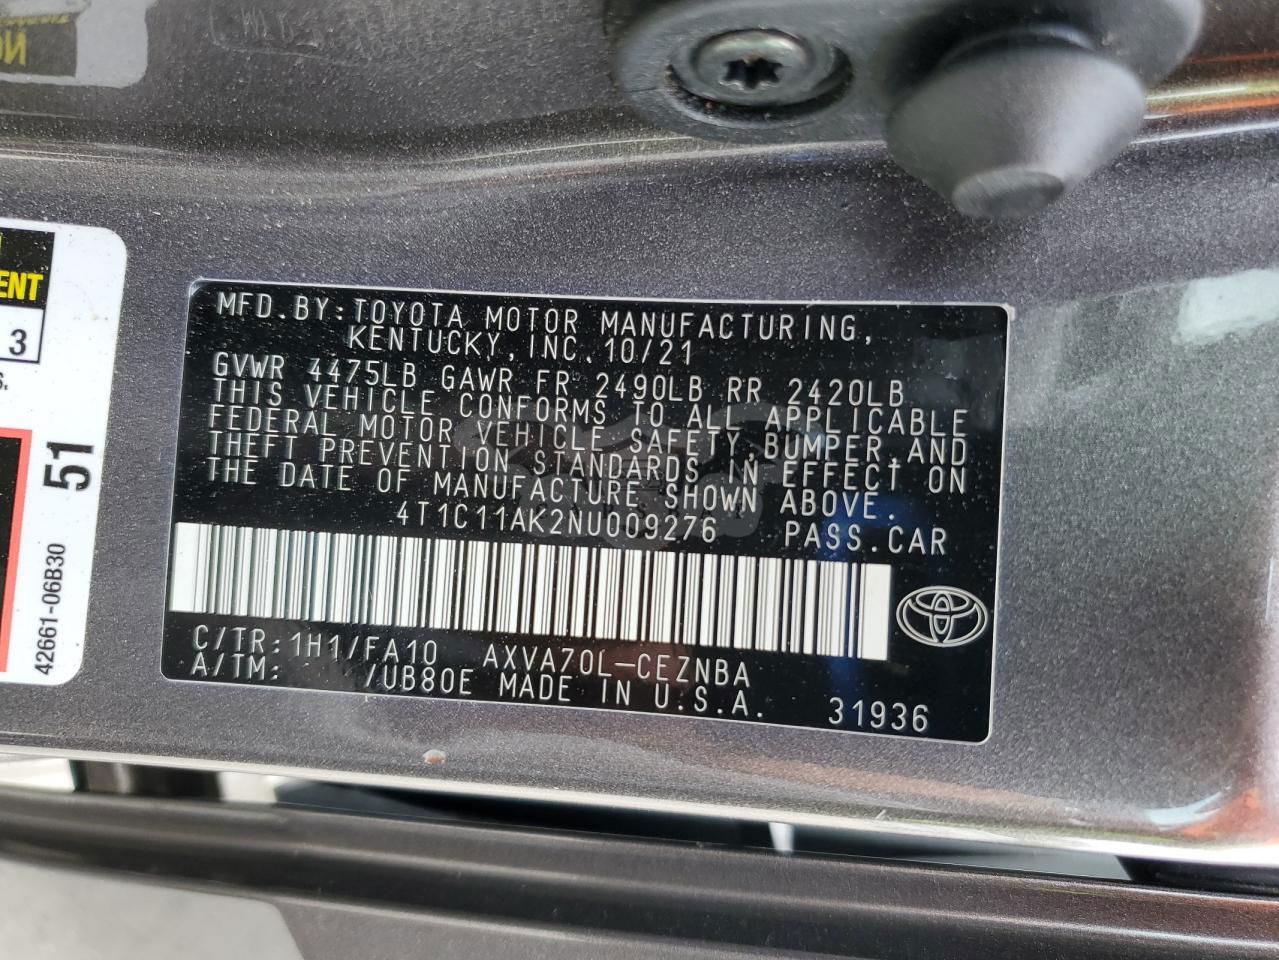 ENT
3
S.
51
42661-06B30
MFD.BY:TOYOTA MOTOR MANUFACTURING,
KENTUCKY,INC.10/21
GVWR 4475LB GAWR FR 2490LB RR 2420LB
THIS VEHICLE CONFORMS TO ALL APPLICABLE
FEDERAL MOTOR VEHICLE SAFETY,BUMPER,AND
THEFT PREVENTION STANDARDS IN EFFECT ON
THE DATE OF MANUFACTURE SHOWN ABOVE.
4T1C11AK2NU009276 PASS.CAR
C/TR:1H1/FA10 AXVA70L-CEZNBA
A/TM: /UB80E MADE IN U.S.A. 31936